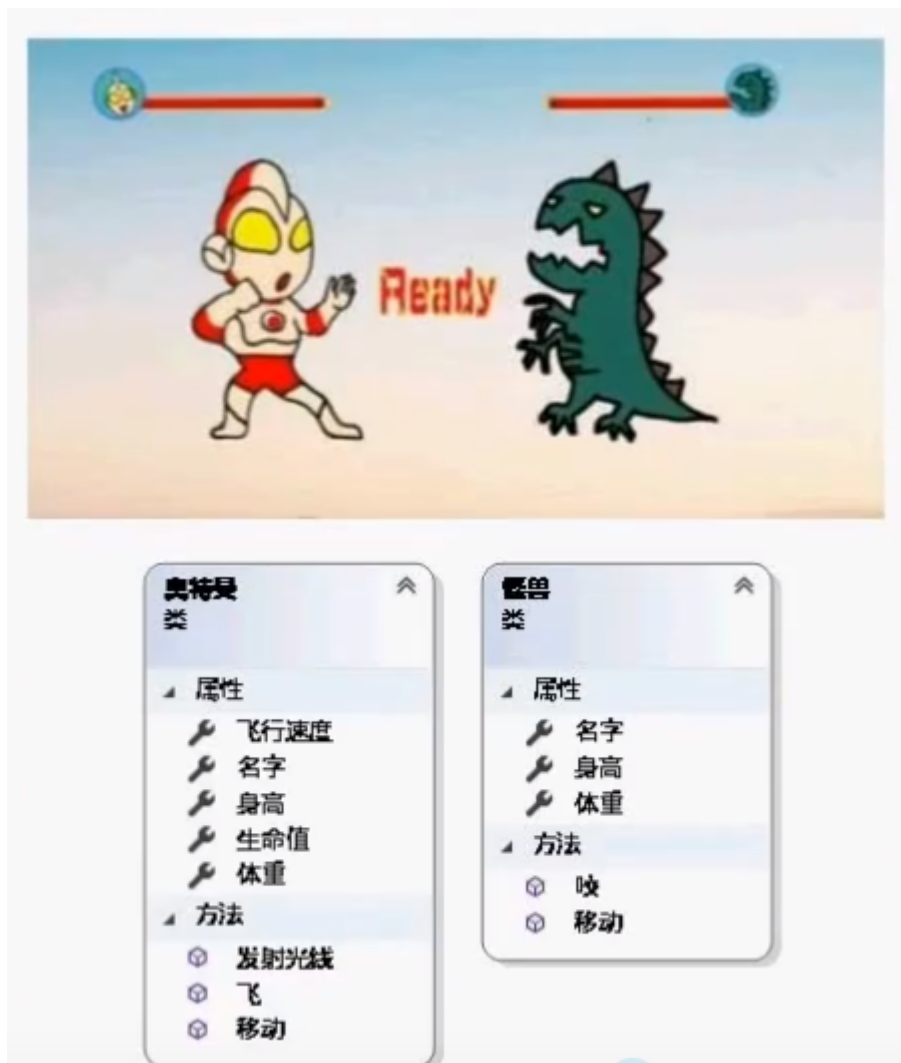 Ready
奥特曼
类
属性
飞行速度
名字
身高
生命值
体重
方法
发射光线
飞
移动
怪兽
类
属性
名字
身高
体重
方法
咬
移动